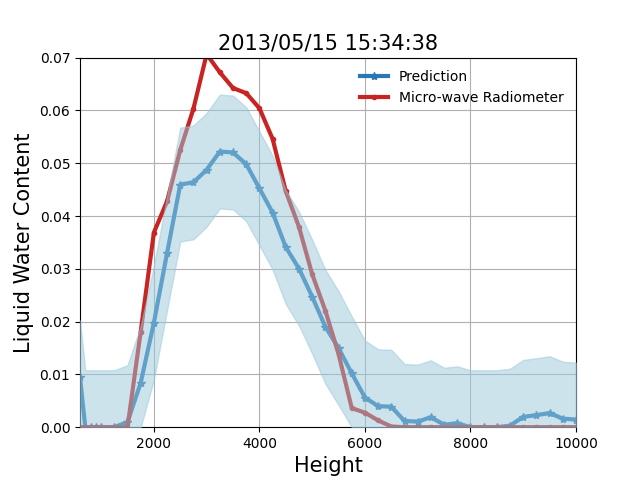 2013/05/15 15:34:38
Prediction
Micro-wave Radiometer
Liquid Water Content
0.07
0.06
0.05
0.04
0.03
0.02
0.01
0.00
2000 4000 6000 8000 10000
Height